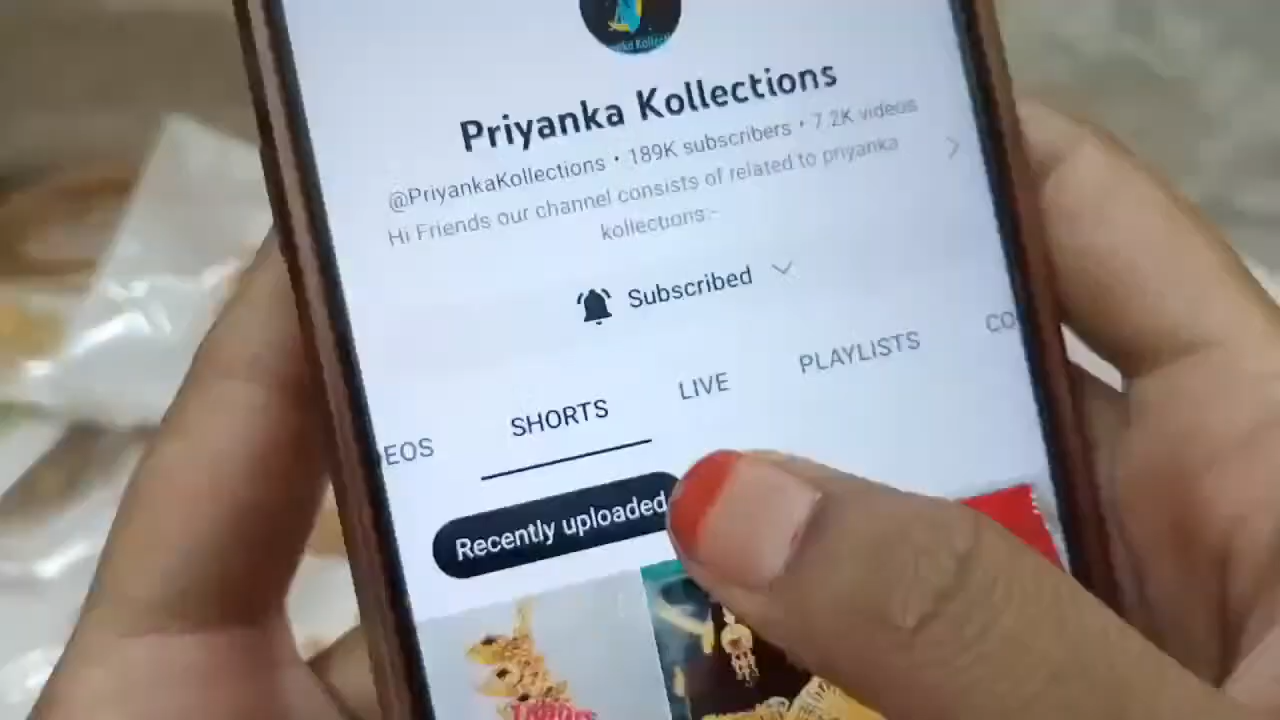 Priyanka Kollections
@PriyankaKollections • 189K subscribers • 7.2K videos
Hi Friends our channel consists of related to priyanka
kollections:-
Subscribed
EOS SHORTS LIVE PLAYLISTS CO
Recently uploaded